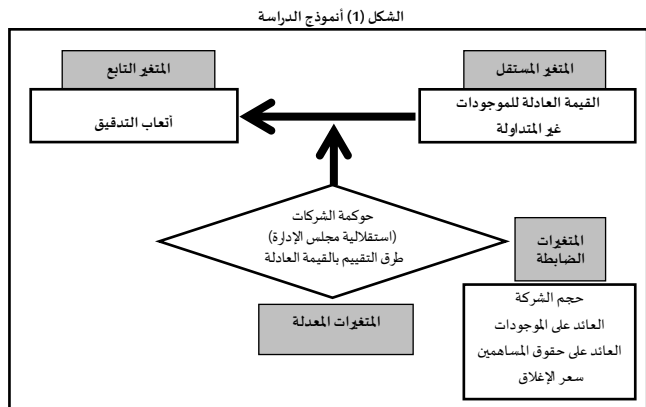 الشكل (1) أنموذج الدراسة
المتغير المستقل
القيمة العادلة للموجودات
غير المتداولة
المتغير التابع
أتعاب التدقيق
حوكمة الشركات
(استقلالية مجلس الإدارة)
طرق التقييم بالقيمة العادلة
المتغيرات المعدلة
المتغيرات
الضابطة
حجم الشركة
العائد على الموجودات
العائد على حقوق المساهمين
سعر الإغلاق